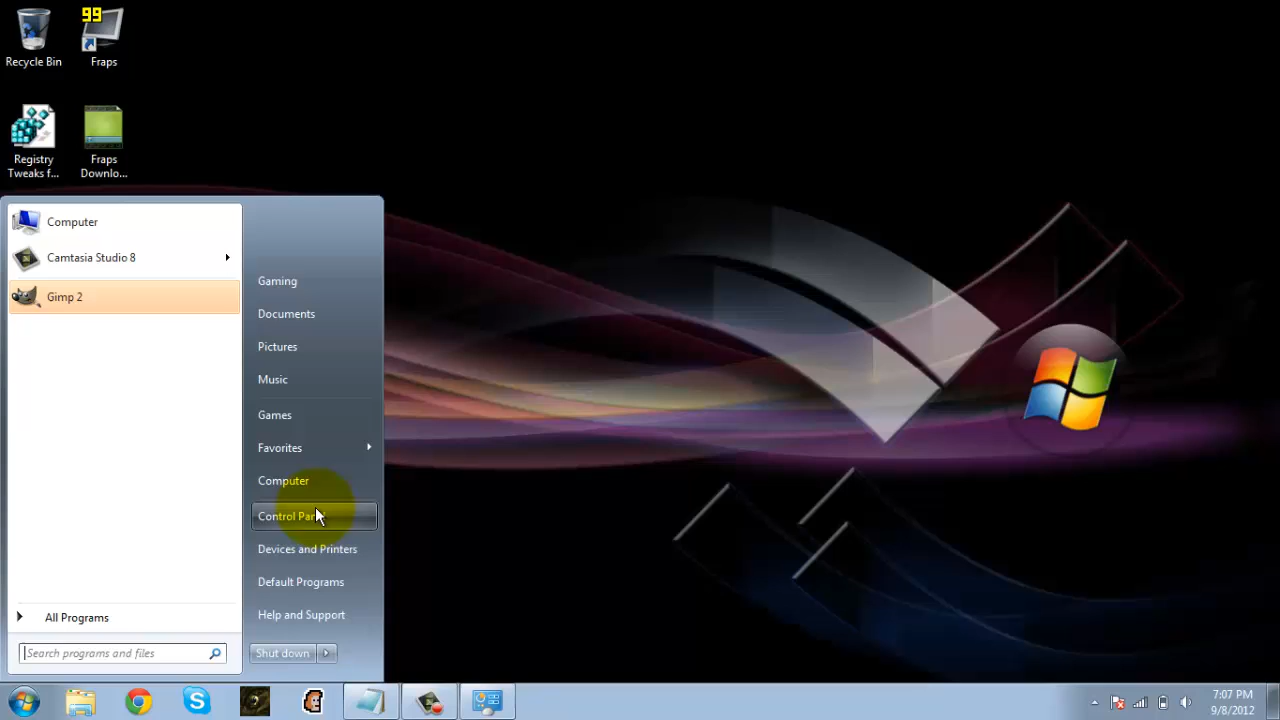 99
Recycle Bin
Fraps
Registry
Tweaks f...
Fraps
Downlo...
Computer
Camtasia Studio 8
Gimp 2
All Programs
Search programs and files
Gaming
Documents
Pictures
Music
Games
Favorites
Computer
Control Panel
Devices and Printers
Default Programs
Help and Support
Shut down
7:07 PM
9/8/2012